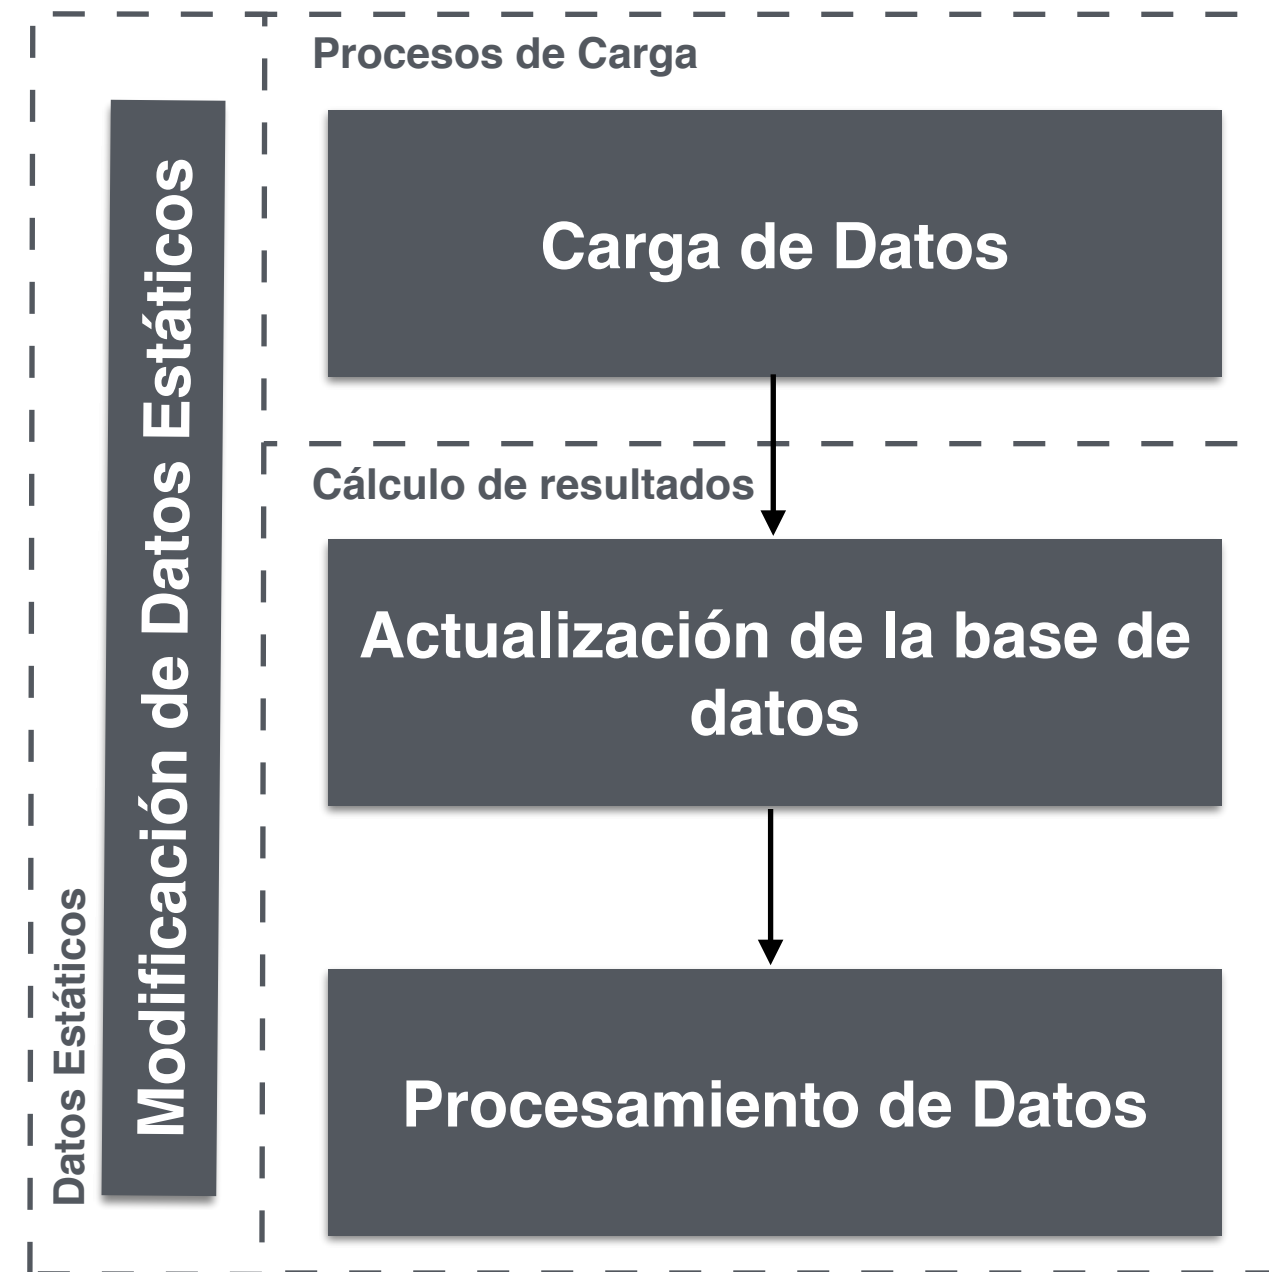 Procesos de Carga
Carga de Datos
Cálculo de resultados
Actualización de la base de
datos
Procesamiento de Datos
Datos Estáticos
Modificación de Datos Estáticos